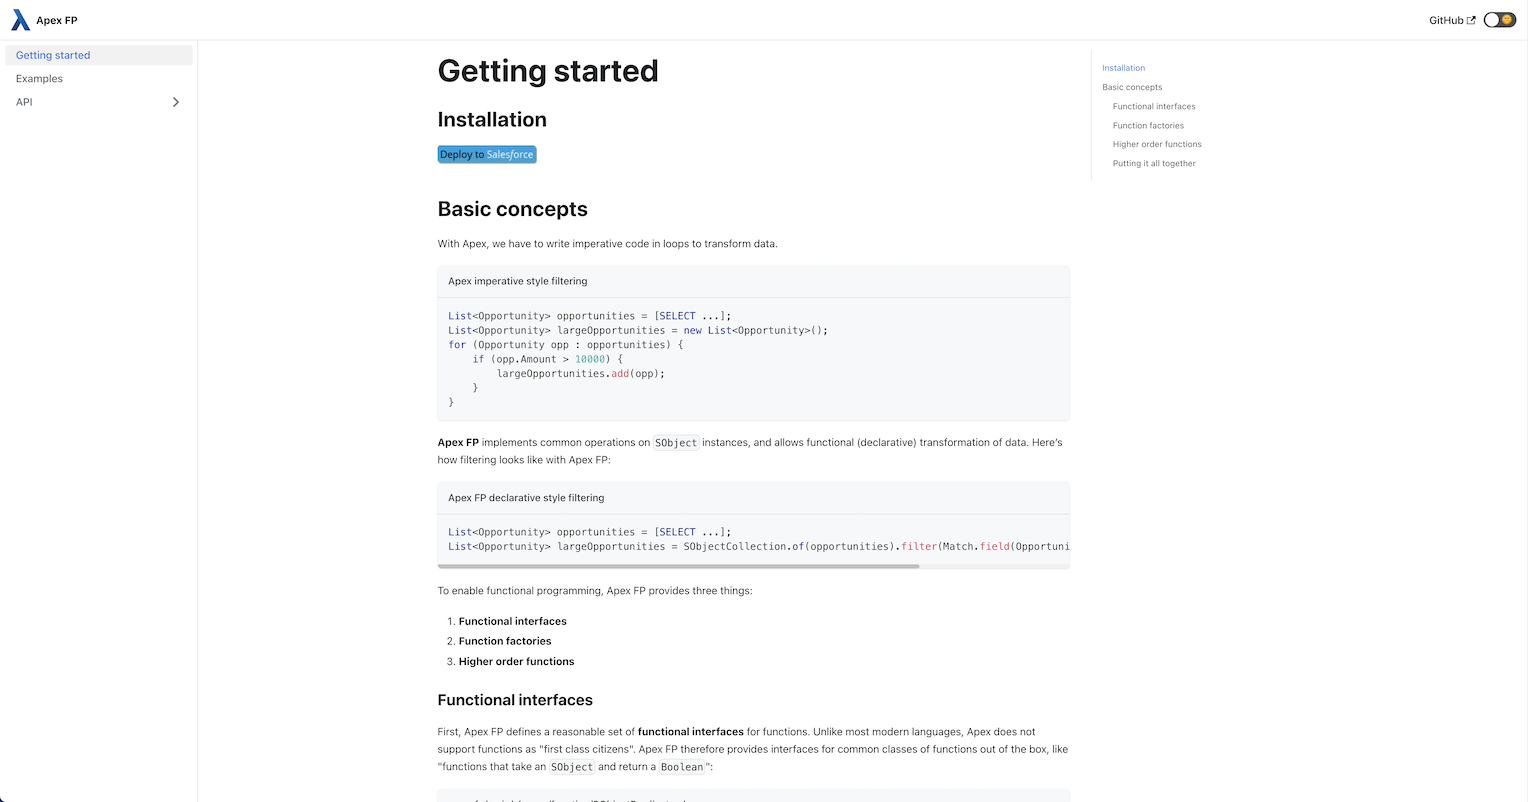 Apex FP
GitHub
Getting started
Examples
API
Getting started
Installation
Deploy to Salesforce
Basic concepts
With Apex, we have to write imperative code in loops to transform data.
Apex imperative style filtering
List<Opportunity> opportunities = [SELECT ...];
List<Opportunity> largeOpportunities = new List<Opportunity>();
for (Opportunity opp : opportunities) {
    if (opp.Amount > 10000) {
        largeOpportunities.add(opp);
    }
}
Apex FP implements common operations on SObject instances, and allows functional (declarative) transformation of data. Here's
how filtering looks like with Apex FP:
Apex FP declarative style filtering
List<Opportunity> opportunities = [SELECT ...];
List<Opportunity> largeOpportunities = SObjectCollection.of(opportunities).filter(Match.field(Opportuni
To enable functional programming, Apex FP provides three things:
1. Functional interfaces
2. Function factories
3. Higher order functions
Functional interfaces
First, Apex FP defines a reasonable set of functional interfaces for functions. Unlike most modern languages, Apex does not
support functions as "first class citizens". Apex FP therefore provides interfaces for common classes of functions out of the box, like
"functions that take an SObject and return a Boolean":
Installation
Basic concepts
Functional interfaces
Function factories
Higher order functions
Putting it all together